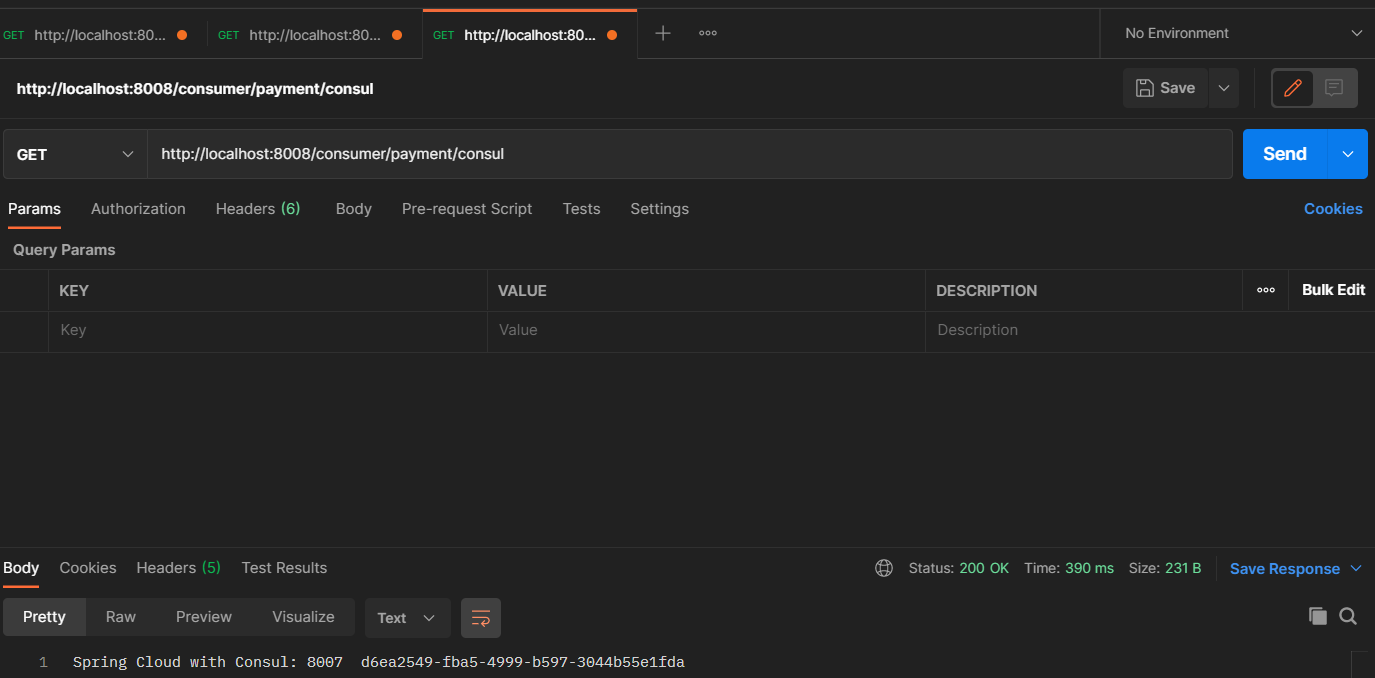 GET http://localhost:80... GET http://localhost:80... GET http://localhost:80... No Environment
http://localhost:8008/consumer/payment/consul Save
GET http://localhost:8008/consumer/payment/consul Send
Params Authorization Headers (6) Body Pre-request Script Tests Settings Cookies
Query Params
KEY VALUE DESCRIPTION Bulk Edit
Key Value Description
Body Cookies Headers (5) Test Results Status: 200 OK Time: 390 ms Size: 231 B Save Response
Pretty Raw Preview Visualize Text
1 Spring Cloud with Consul: 8007 d6ea2549-fba5-4999-b597-3044b55e1fda